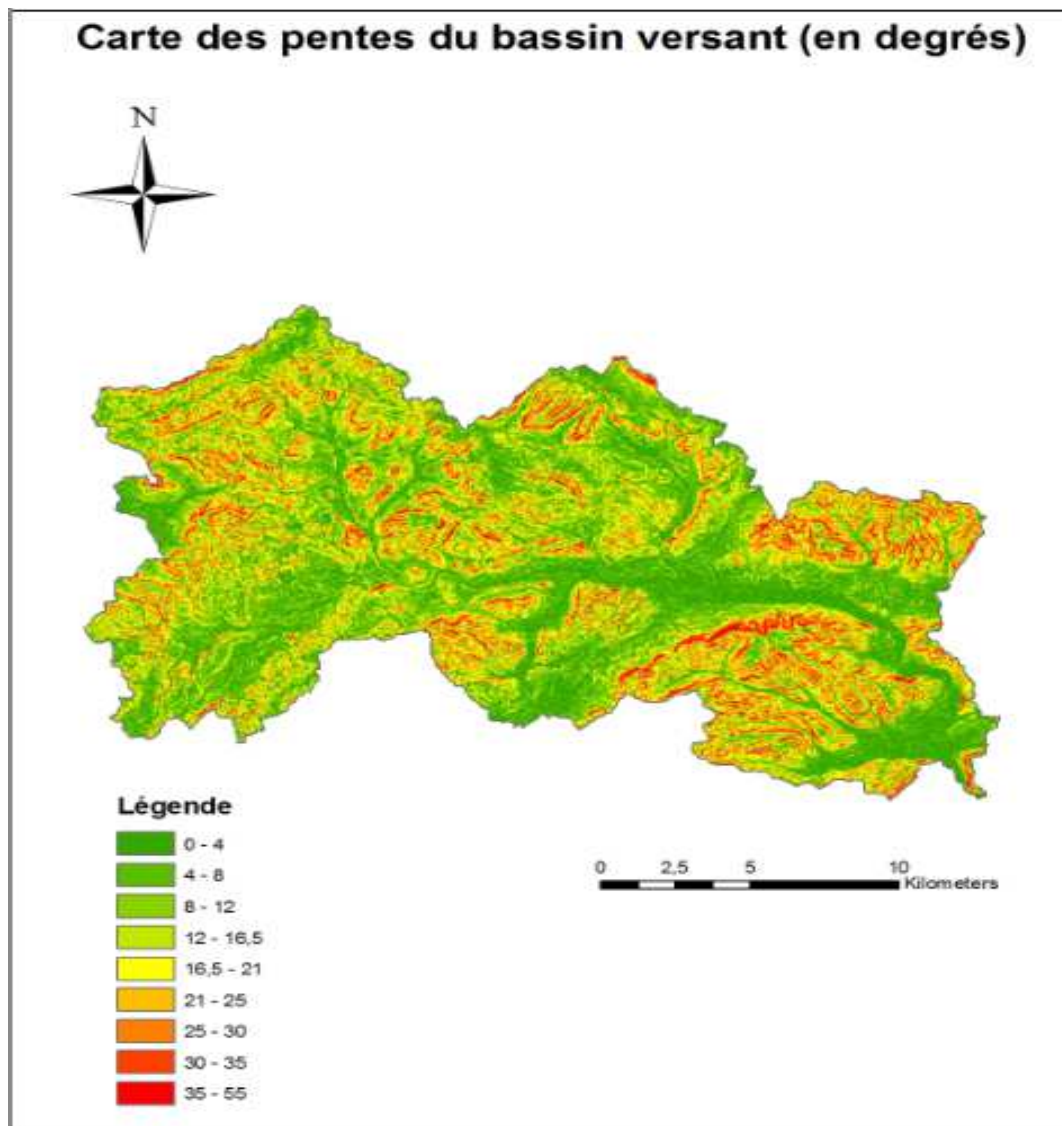 Carte des pentes du bassin versant (en degrés)
N
Légende
0 - 4
4 - 8
8 - 12
12 - 16,5
16,5 - 21
21 - 25
25 - 30
30 - 35
35 - 55
0 2,5 5 10
Kilometers